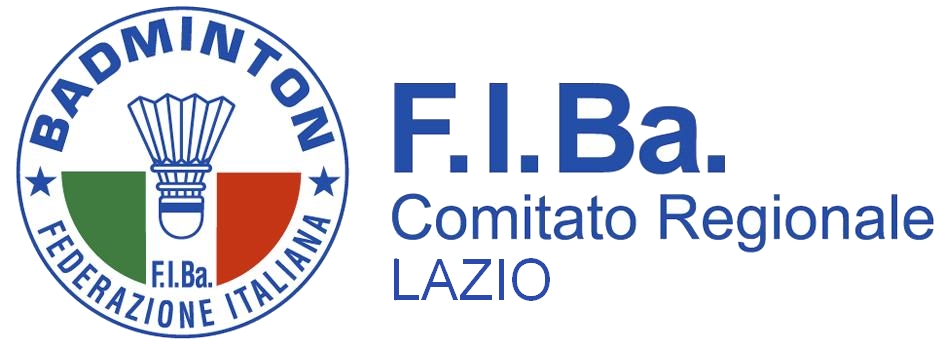 BADMINTON
F.I.Ba.
FEDERAZIONE ITALIANA
F.I.Ba.
Comitato Regionale
LAZIO